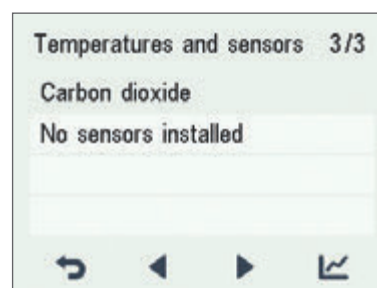 Temperatures and sensors 3/3
Carbon dioxide
No sensors installed